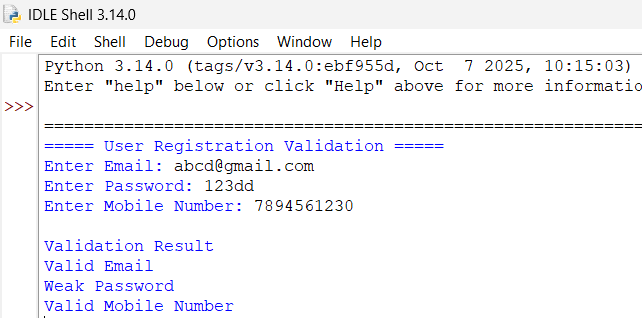 IDLE Shell 3.14.0
File Edit Shell Debug Options Window Help
Python 3.14.0 (tags/v3.14.0:ebf955d, Oct  7 2025, 10:15:03)
Enter "help" below or click "Help" above for more
>>>
==============================================================
===== User Registration Validation =====
Enter Email: abcd@gmail.com
Enter Password: 123dd
Enter Mobile Number: 7894561230
Validation Result
Valid Email
Weak Password
Valid Mobile Number